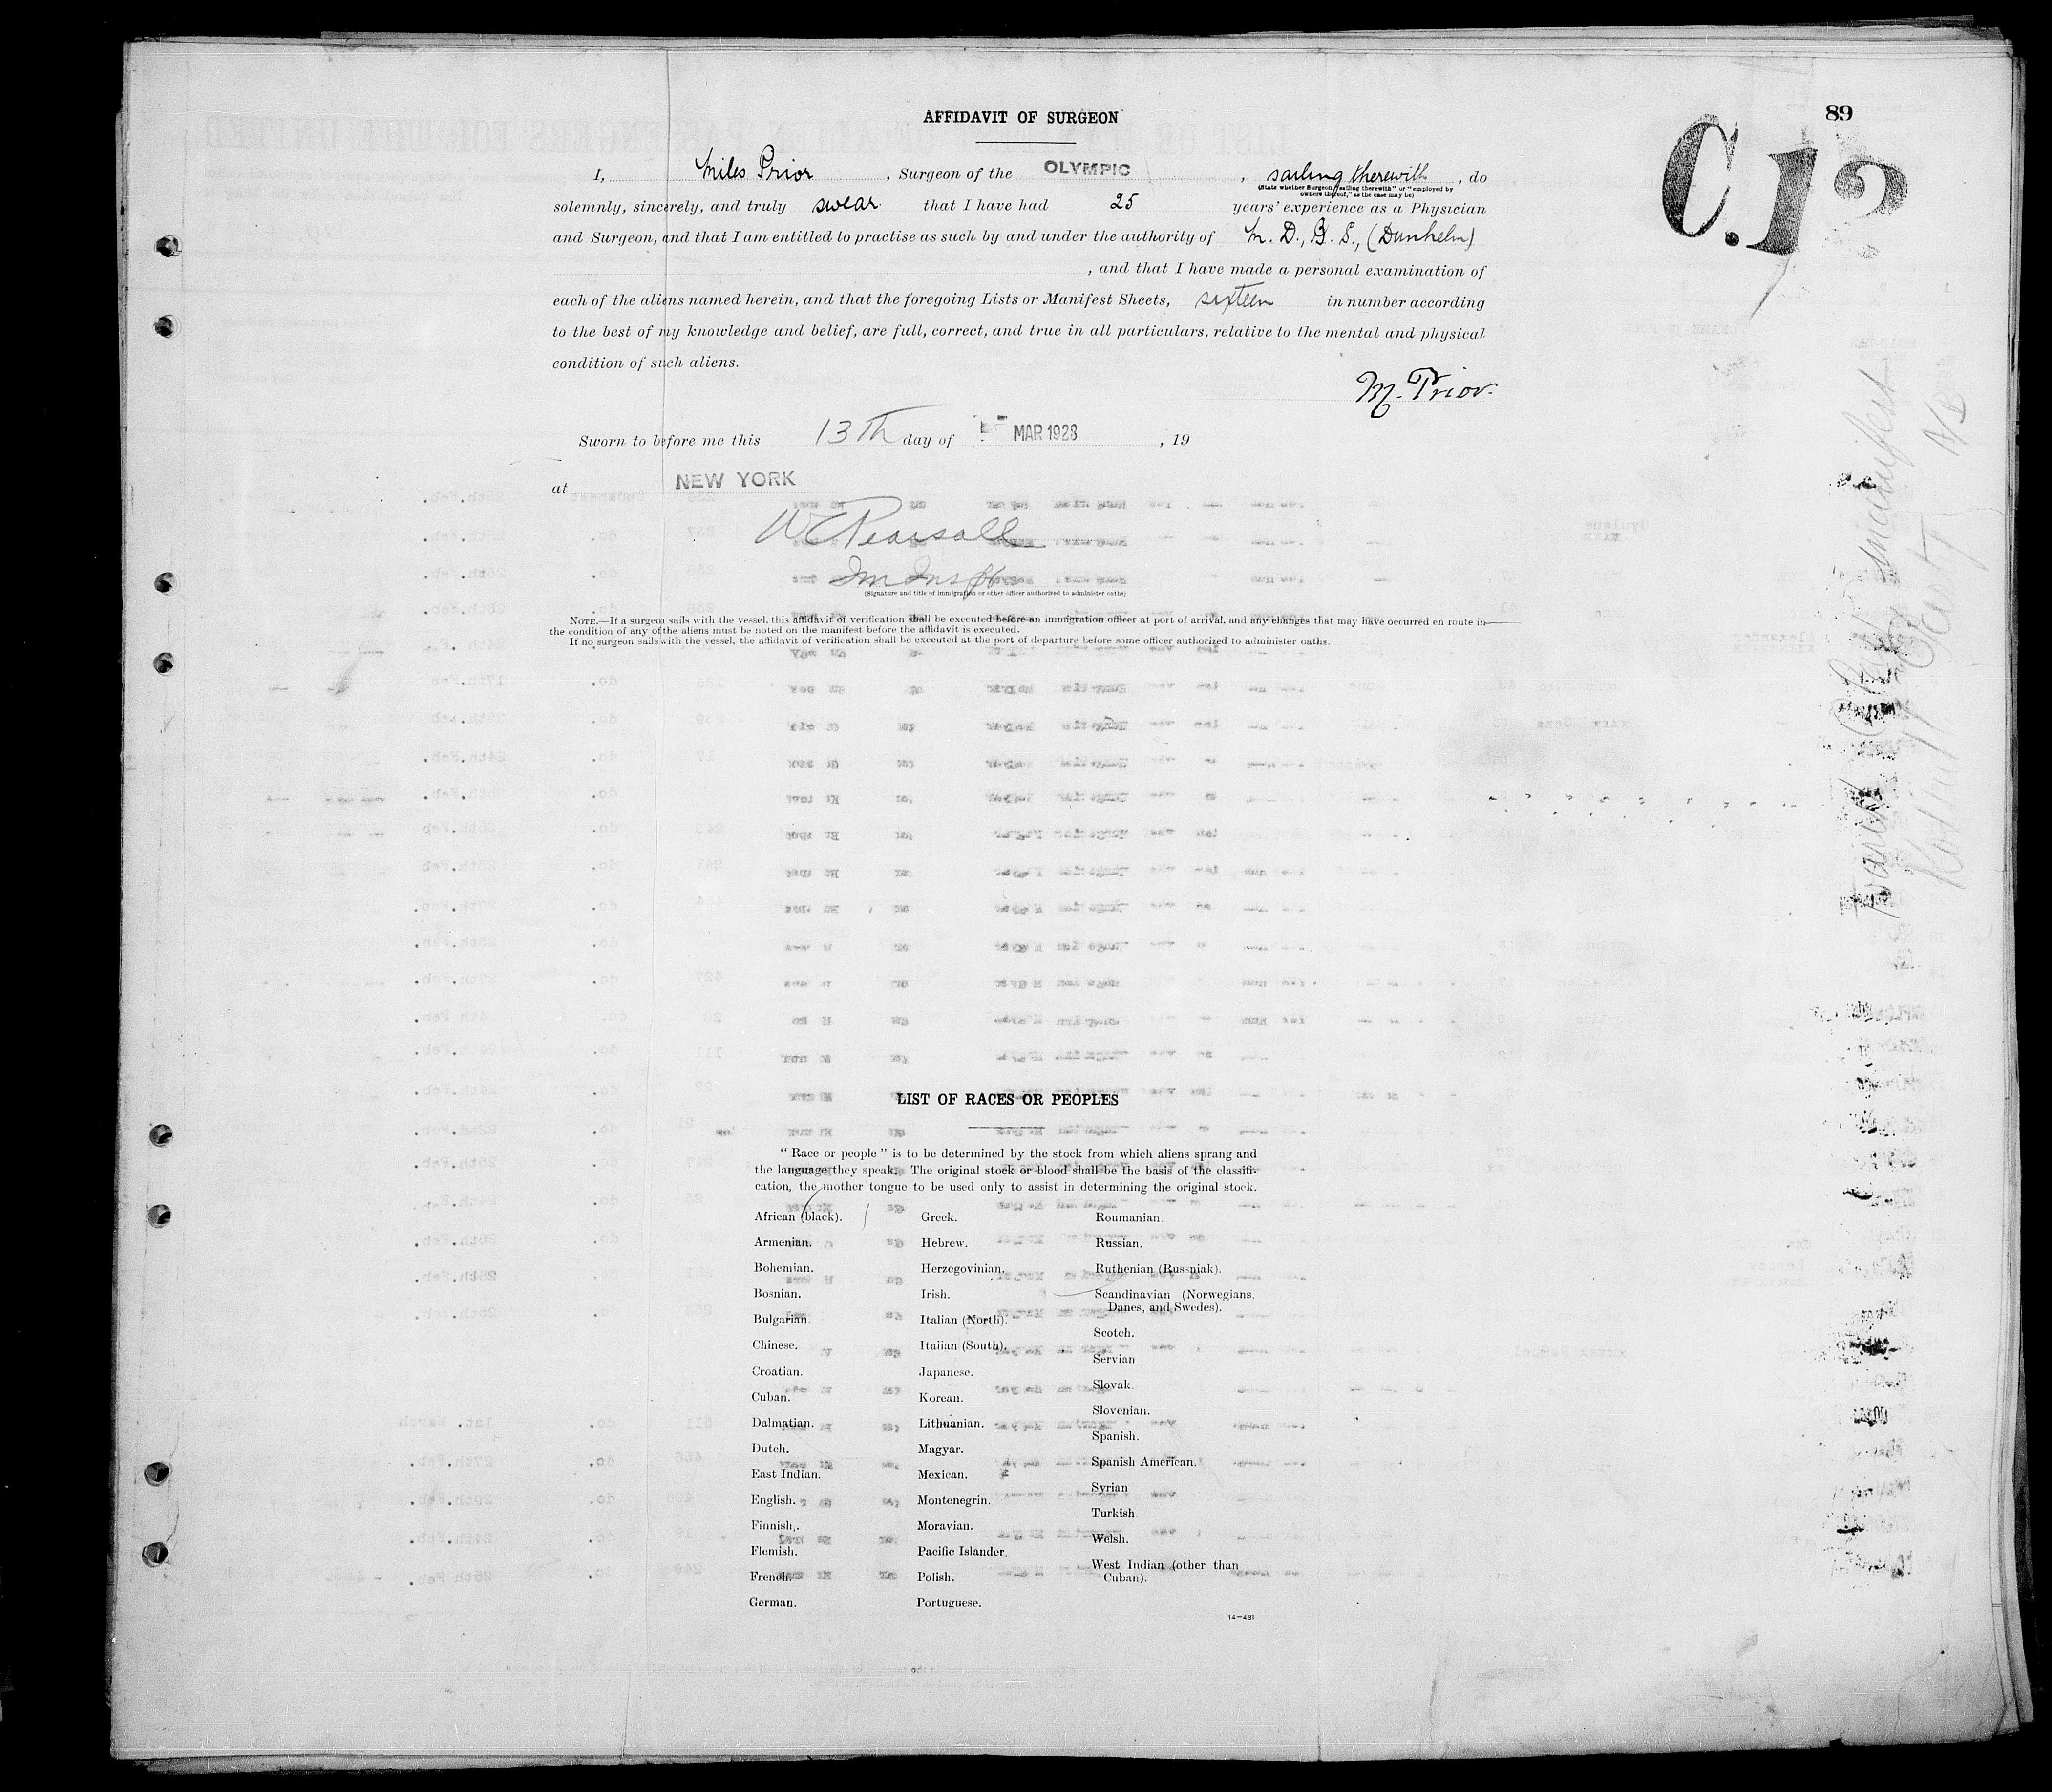 89
C.12
AFFIDAVIT OF SURGEON
I, Miles Prior, Surgeon of the OLYMPIC, sailing therewith, do
(State whether Surgeon "sailing therewith" or "employed by
owners thereof," as the case may be)
solemnly, sincerely, and truly swear that I have had 25 years' experience as a Physician
and Surgeon, and that I am entitled to practise as such by and under the authority of M. D., B. S., (Dunhelm)
, and that I have made a personal examination of
each of the aliens named herein, and that the foregoing Lists or Manifest Sheets, sixteen in number according
to the best of my knowledge and belief, are full, correct, and true in all particulars. relative to the mental and physical
condition of such aliens.
M. Prior.
Sworn to before me this 13th day of MAR 1928, 19
at NEW YORK
W C Pearsall
Im Insp
(Signature and title of immigration or other officer authorized to administer oaths)
NOTE.—If a surgeon sails with the vessel, this affidavit of verification shall be executed before an immigration officer at port of arrival, and any changes that may have occurred en route in
the condition of any of the aliens must be noted on the manifest before the affidavit is executed.
If no surgeon sails with the vessel, the affidavit of verification shall be executed at the port of departure before some officer authorized to administer oaths.
manifest
LIST OF RACES OR PEOPLES
"Race or people" is to be determined by the stock from which aliens sprang and
the language they speak. The original stock or blood shall be the basis of the classifi-
cation, the mother tongue to be used only to assist in determining the original stock.
African (black).
Armenian.
Bohemian.
Bosnian.
Bulgarian.
Chinese.
Croatian.
Cuban.
Dalmatian.
Dutch.
East Indian.
English.
Finnish.
Flemish.
French.
German.
Greek.
Hebrew.
Herzegovinian.
Irish.
Italian (North).
Italian (South).
Japanese.
Korean.
Lithuanian.
Magyar.
Mexican.
Montenegrin.
Moravian.
Pacific Islander.
Polish.
Portuguese.
Roumanian.
Russian.
Ruthenian (Russniak).
Scandinavian (Norwegians,
Danes, and Swedes).
Scotch.
Servian
Slovak.
Slovenian.
Spanish.
Spanish American.
Syrian
Turkish
Welsh.
West Indian (other than
Cuban).
14—431